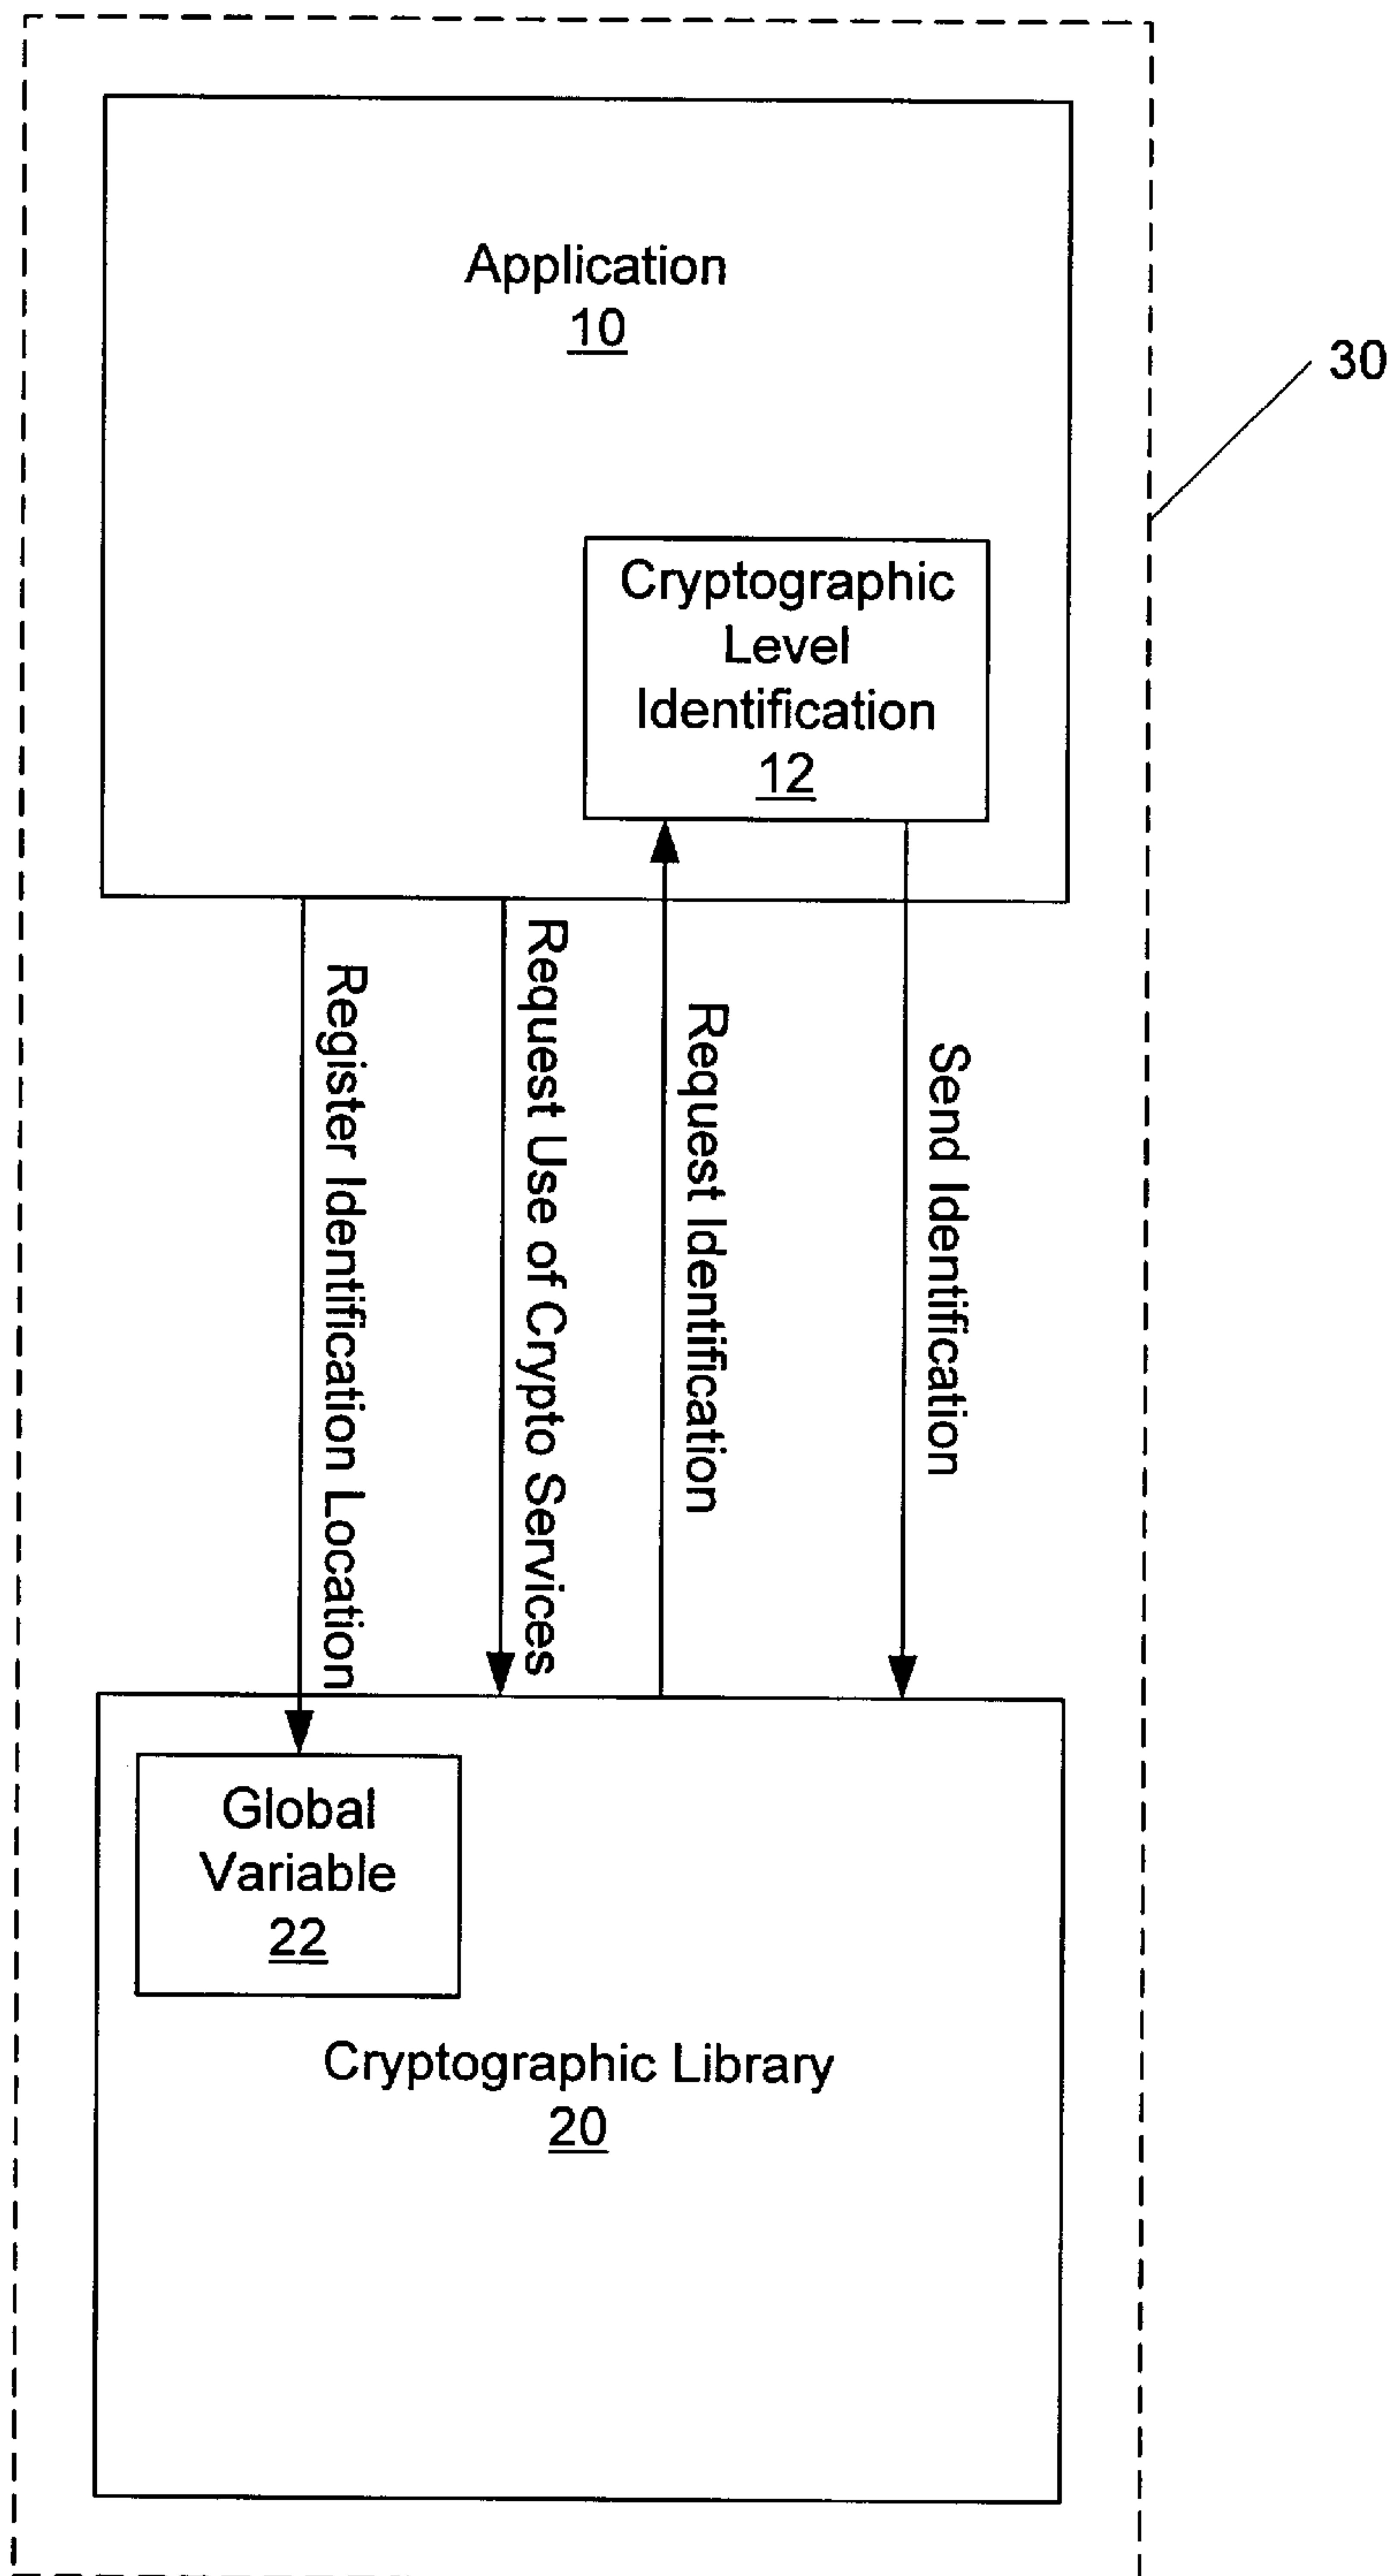 Application
10
30
Cryptographic
Level
Identification
12
Register Identification Location
Request Use of Crypto Services
Request Identification
Send Identification
Global
Variable
22
Cryptographic Library
20